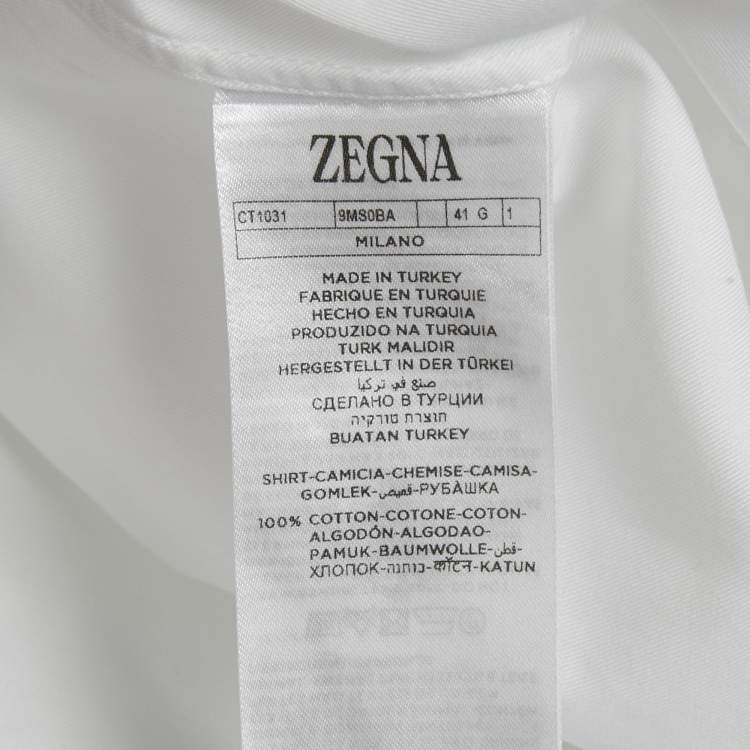 ZEGNA
CT1031 9MS0BA 41 G 1
MILANO
MADE IN TURKEY
FABRIQUE EN TURQUIE
HECHO EN TURQUIA
PRODUZIDO NA TURQUIA
TURK MALIDIR
HERGESTELLT IN DER TÜRKEI
صنع في تركيا
СДЕЛАНО В ТУРЦИИ
תוצרת טורקיה
BUATAN TURKEY
SHIRT-CAMICIA-CHEMISE-CAMISA-
GOMLEK-قميص-РУБАШКА
100% COTTON-COTONE-COTON-
ALGODÓN-ALGODAO-
PAMUK-BAUMWOLLE-قطن-
ХЛОПОК-כותנה-कॉटन-KATUN